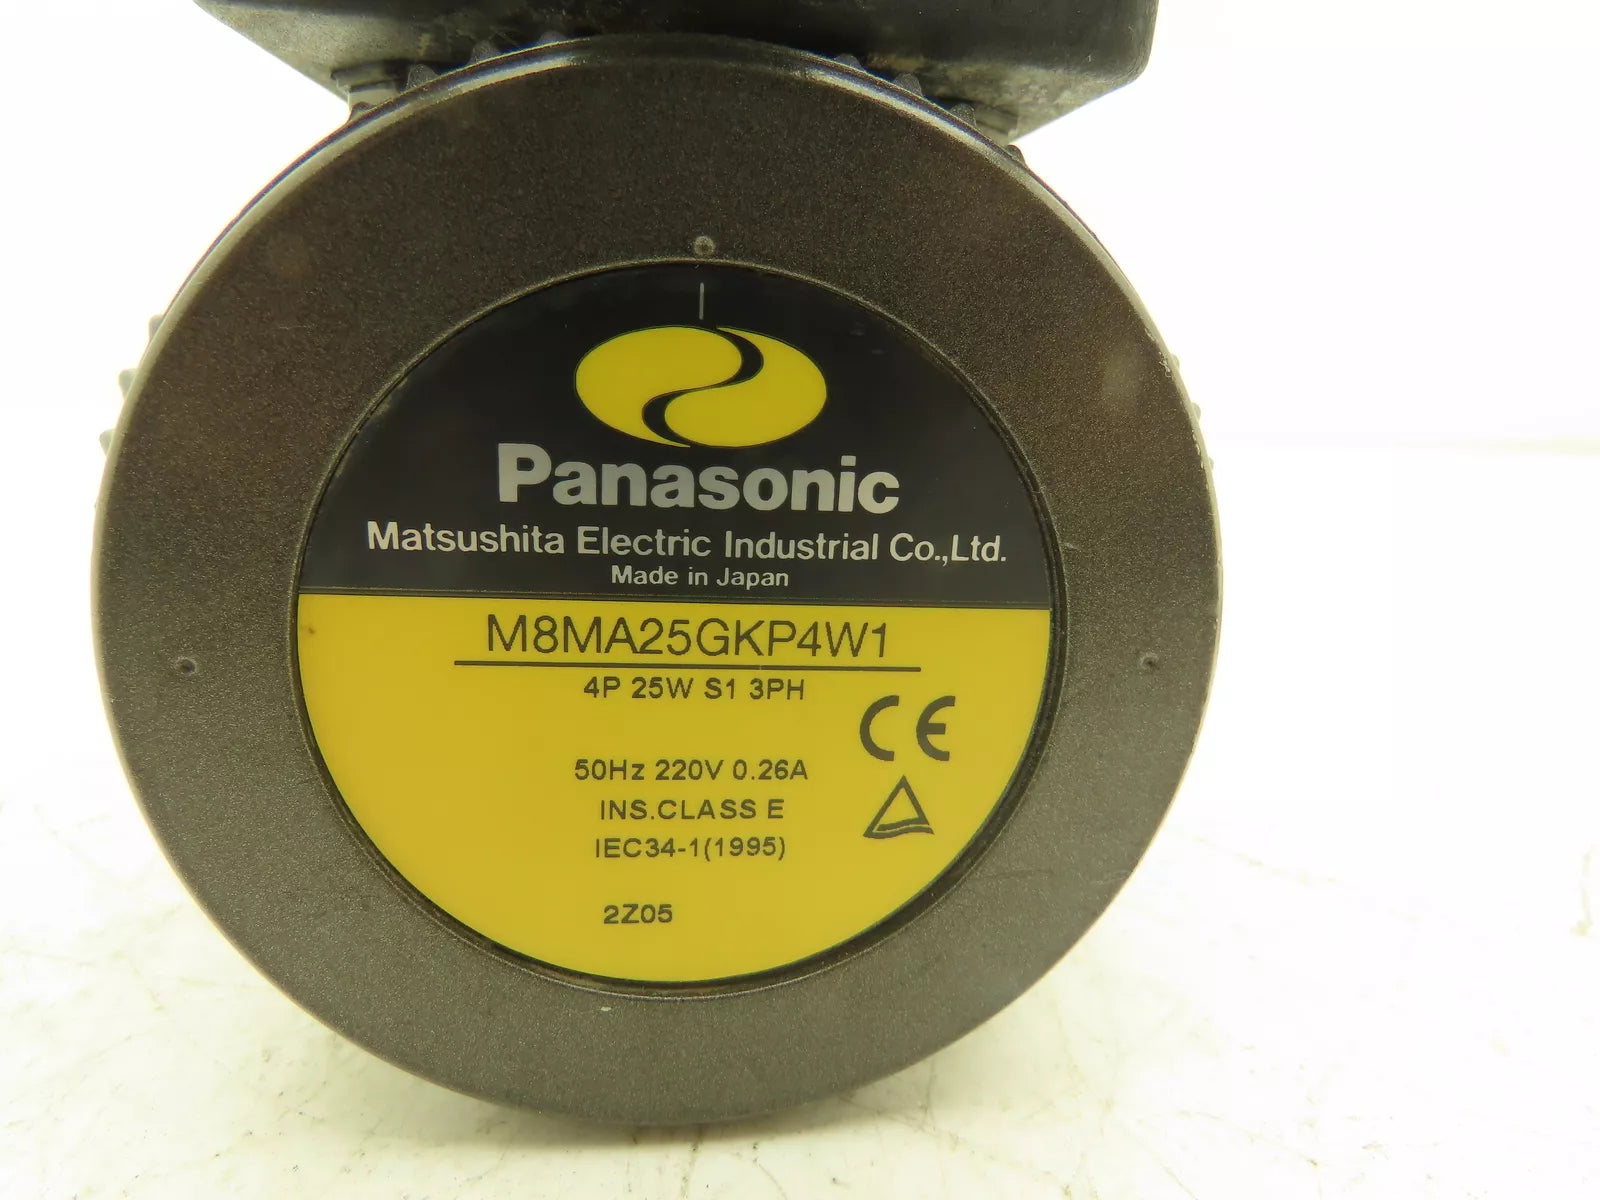 Panasonic
Matsushita Electric Industrial Co.,Ltd.
Made in Japan
M8MA25GKP4W1
4P 25W S1 3PH
CE
50Hz 220V 0.26A
INS.CLASS E
IEC34-1(1995)
2Z05